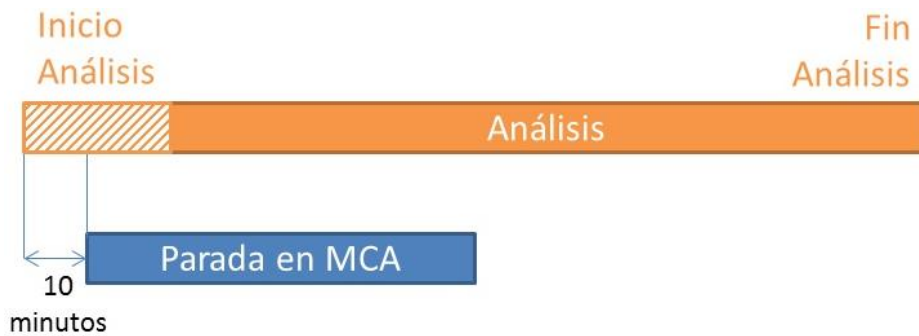 Inicio
Análisis
Fin
Análisis
Análisis
Parada en MCA
10
minutos